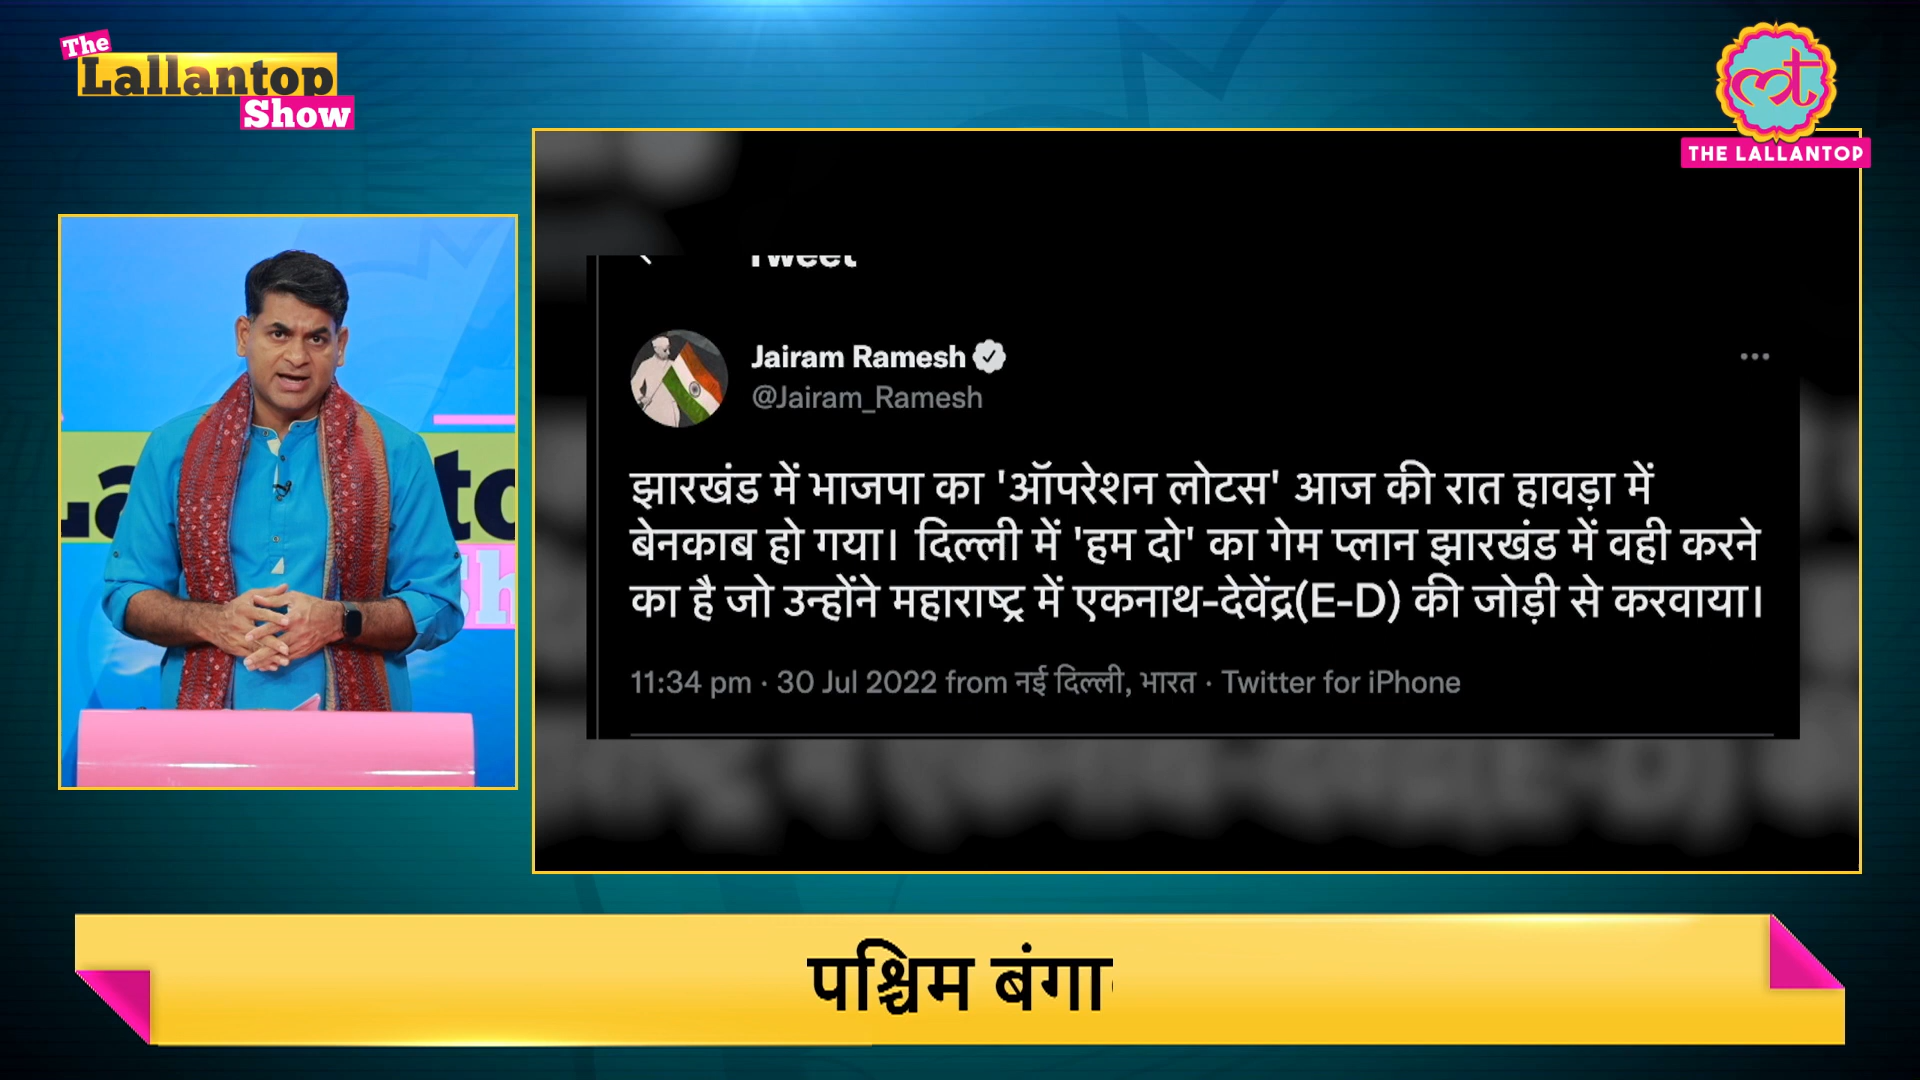 The
Lallantop
Show
THE LALLANTOP
Tweet
Jairam Ramesh
@Jairam_Ramesh
झारखंड में भाजपा का 'ऑपरेशन लोटस' आज की रात हावड़ा में
बेनकाब हो गया। दिल्ली में 'हम दो' का गेम प्लान झारखंड में वही करने
का है जो उन्होंने महाराष्ट्र में एकनाथ-देवेंद्र(E-D) की जोड़ी से करवाया।
11:34 pm · 30 Jul 2022 from नई दिल्ली, भारत · Twitter for iPhone
पश्चिम